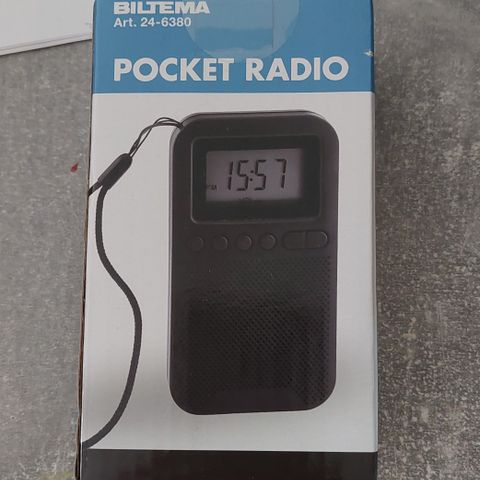 BILTEMA
Art. 24-6380
POCKET RADIO
15:57